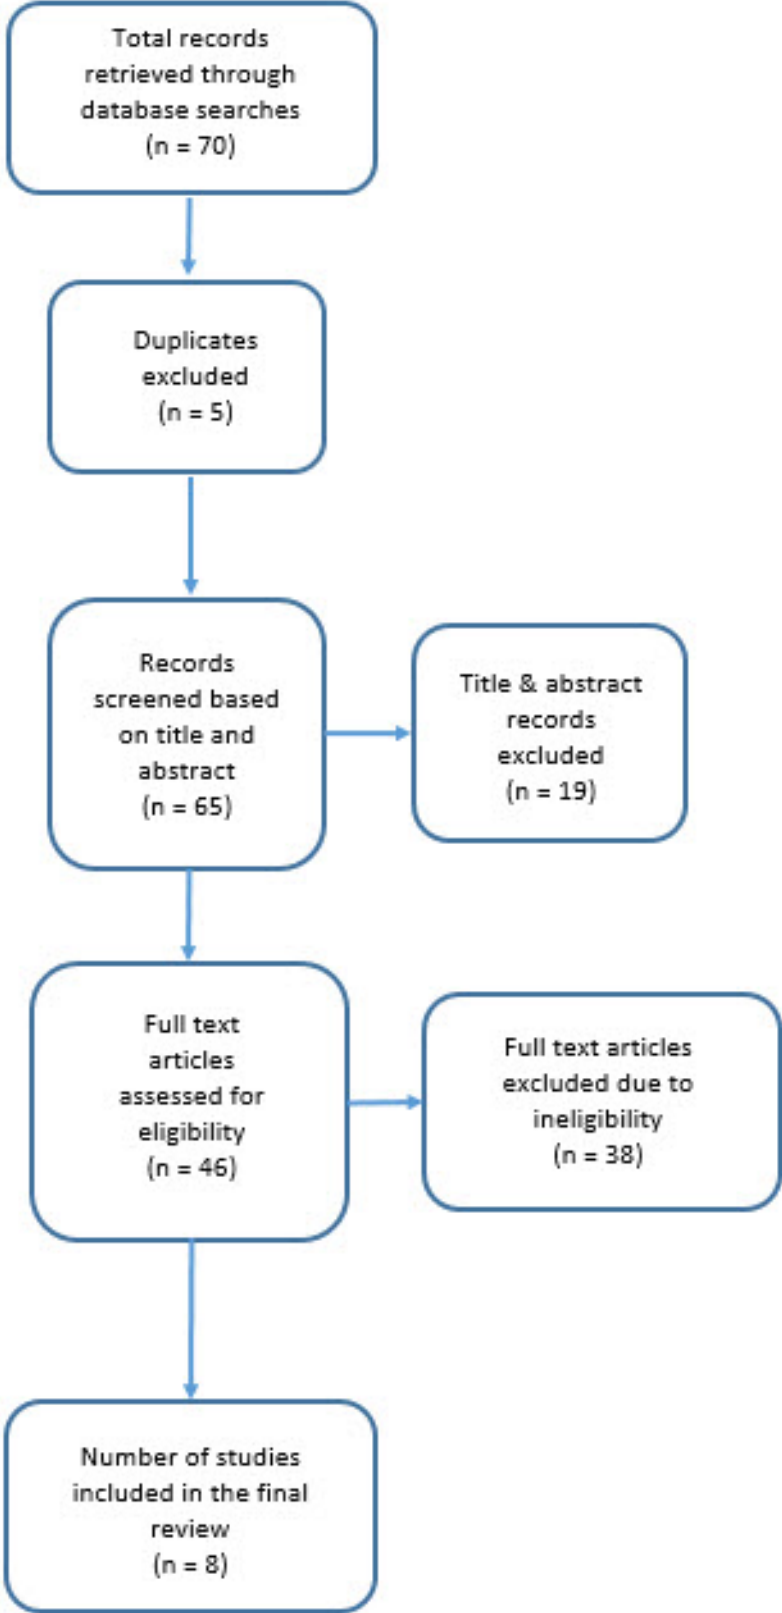 Total records
retrieved through
database searches
(n = 70)
Duplicates
excluded
(n = 5)
Records
screened based
on title and
abstract
(n = 65)
Title & abstract
records
excluded
(n = 19)
Full text
articles
assessed for
eligibility
(n = 46)
Full text articles
excluded due to
ineligibility
(n = 38)
Number of studies
included in the final
review
(n = 8)